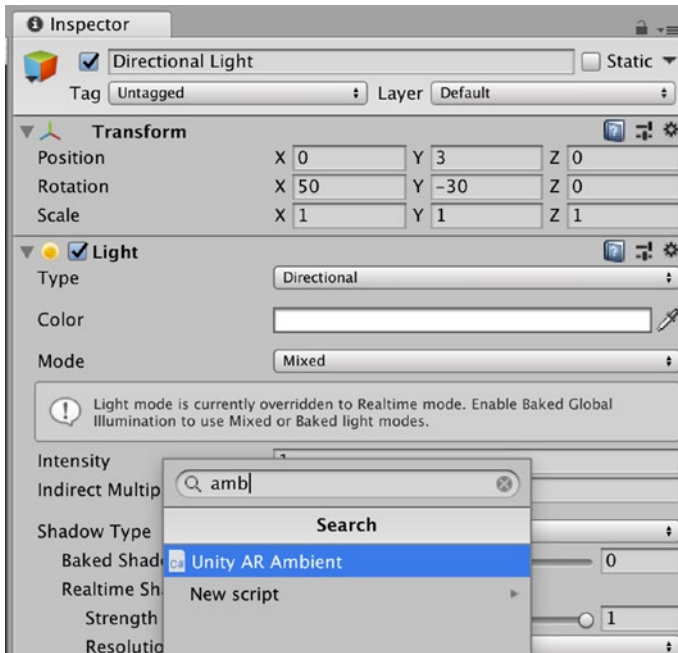 Inspector
Directional Light Static
Tag Untagged Layer Default
Transform
Position X 0 Y 3 Z 0
Rotation X 50 Y -30 Z 0
Scale X 1 Y 1 Z 1
Light
Type Directional
Color
Mode Mixed
Light mode is currently overridden to Realtime mode. Enable Baked Global
Illumination to use Mixed or Baked light modes.
Intensity
Indirect Multip
amb
Search
Shadow Type
Baked Shad 0
C# Unity AR Ambient
Realtime Sh
New script
Strength 1
Resolutio